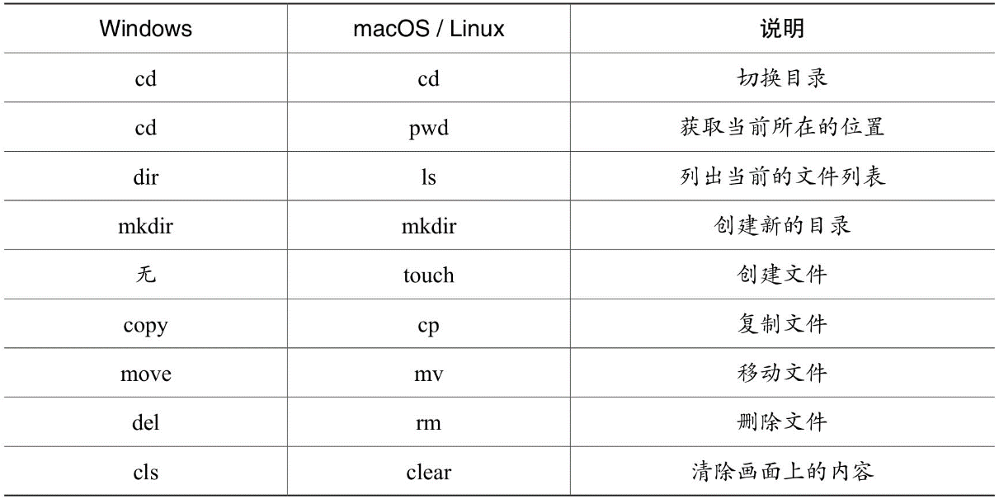 Windows macOS / Linux 说明
cd cd 切换目录
cd pwd 获取当前所在的位置
dir ls 列出当前的文件列表
mkdir mkdir 创建新的目录
无 touch 创建文件
copy cp 复制文件
move mv 移动文件
del rm 删除文件
cls clear 清除画面上的内容